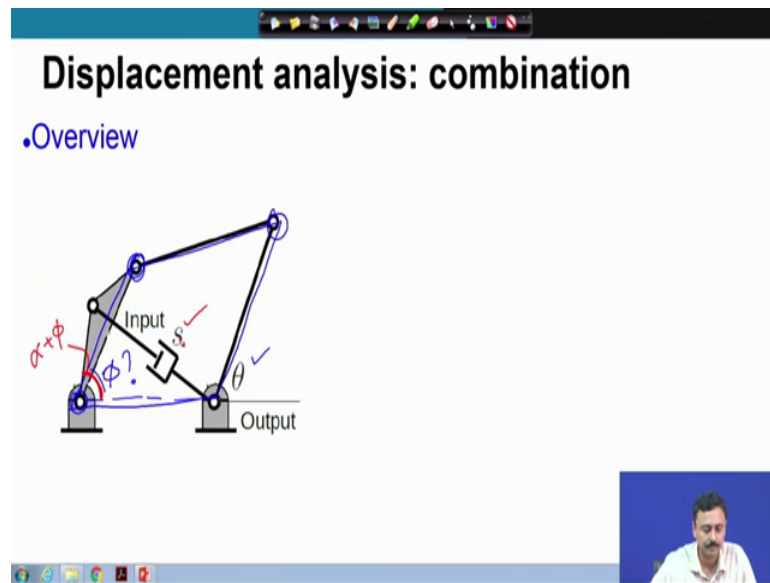 Displacement analysis: combination
•Overview
Input
s
α+φ
φ?
θ
Output